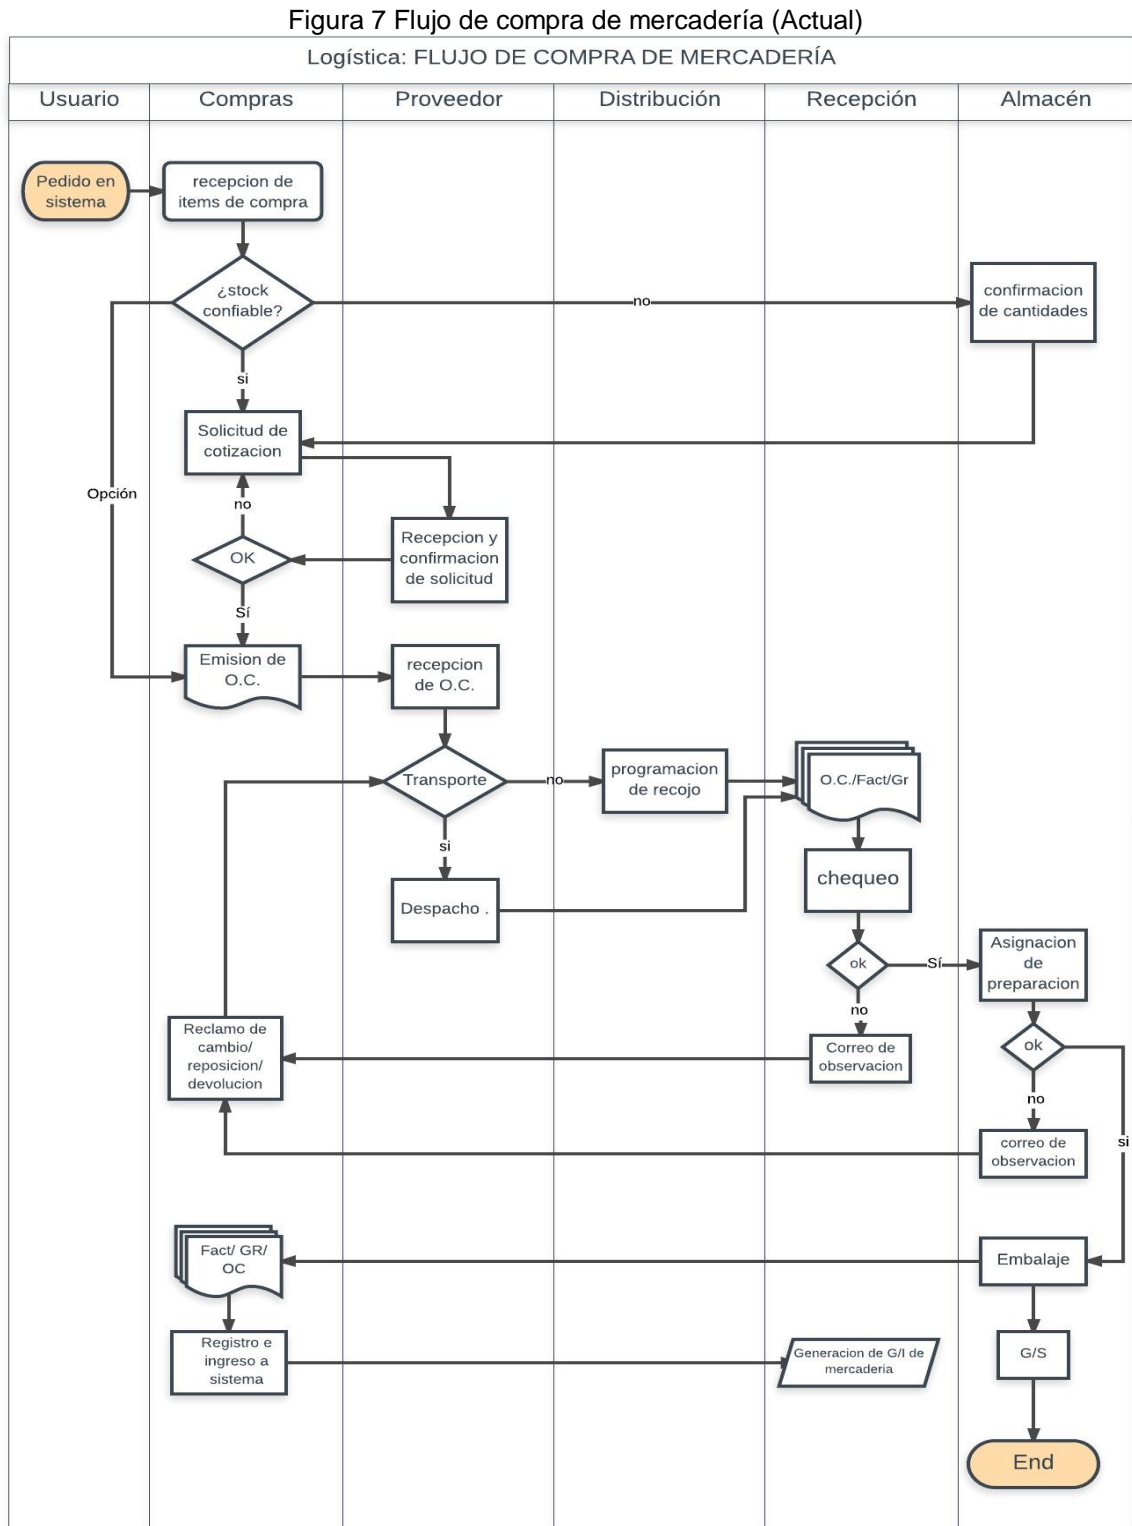 Figura 7 Flujo de compra de mercadería (Actual)
Logística: FLUJO DE COMPRA DE MERCADERÍA
Usuario
Compras
Proveedor
Distribución
Recepción
Almacén
Pedido en
sistema
recepcion de
items de compra
¿stock
confiable?
no
confirmacion
de cantidades
si
Solicitud de
cotizacion
Opción
no
Recepcion y
confirmacion
de solicitud
OK
Sí
Emision de
O.C.
recepcion
de O.C.
Transporte
no
programacion
de recojo
O.C./Fact/Gr
si
chequeo
Despacho .
ok
Sí
Asignacion
de
preparacion
no
Reclamo de
cambio/
reposicion/
devolucion
Correo de
observacion
ok
no
si
correo de
observacion
Fact/ GR/
OC
Embalaje
Registro e
ingreso a
sistema
Generacion de G/I de
mercaderia
G/S
End